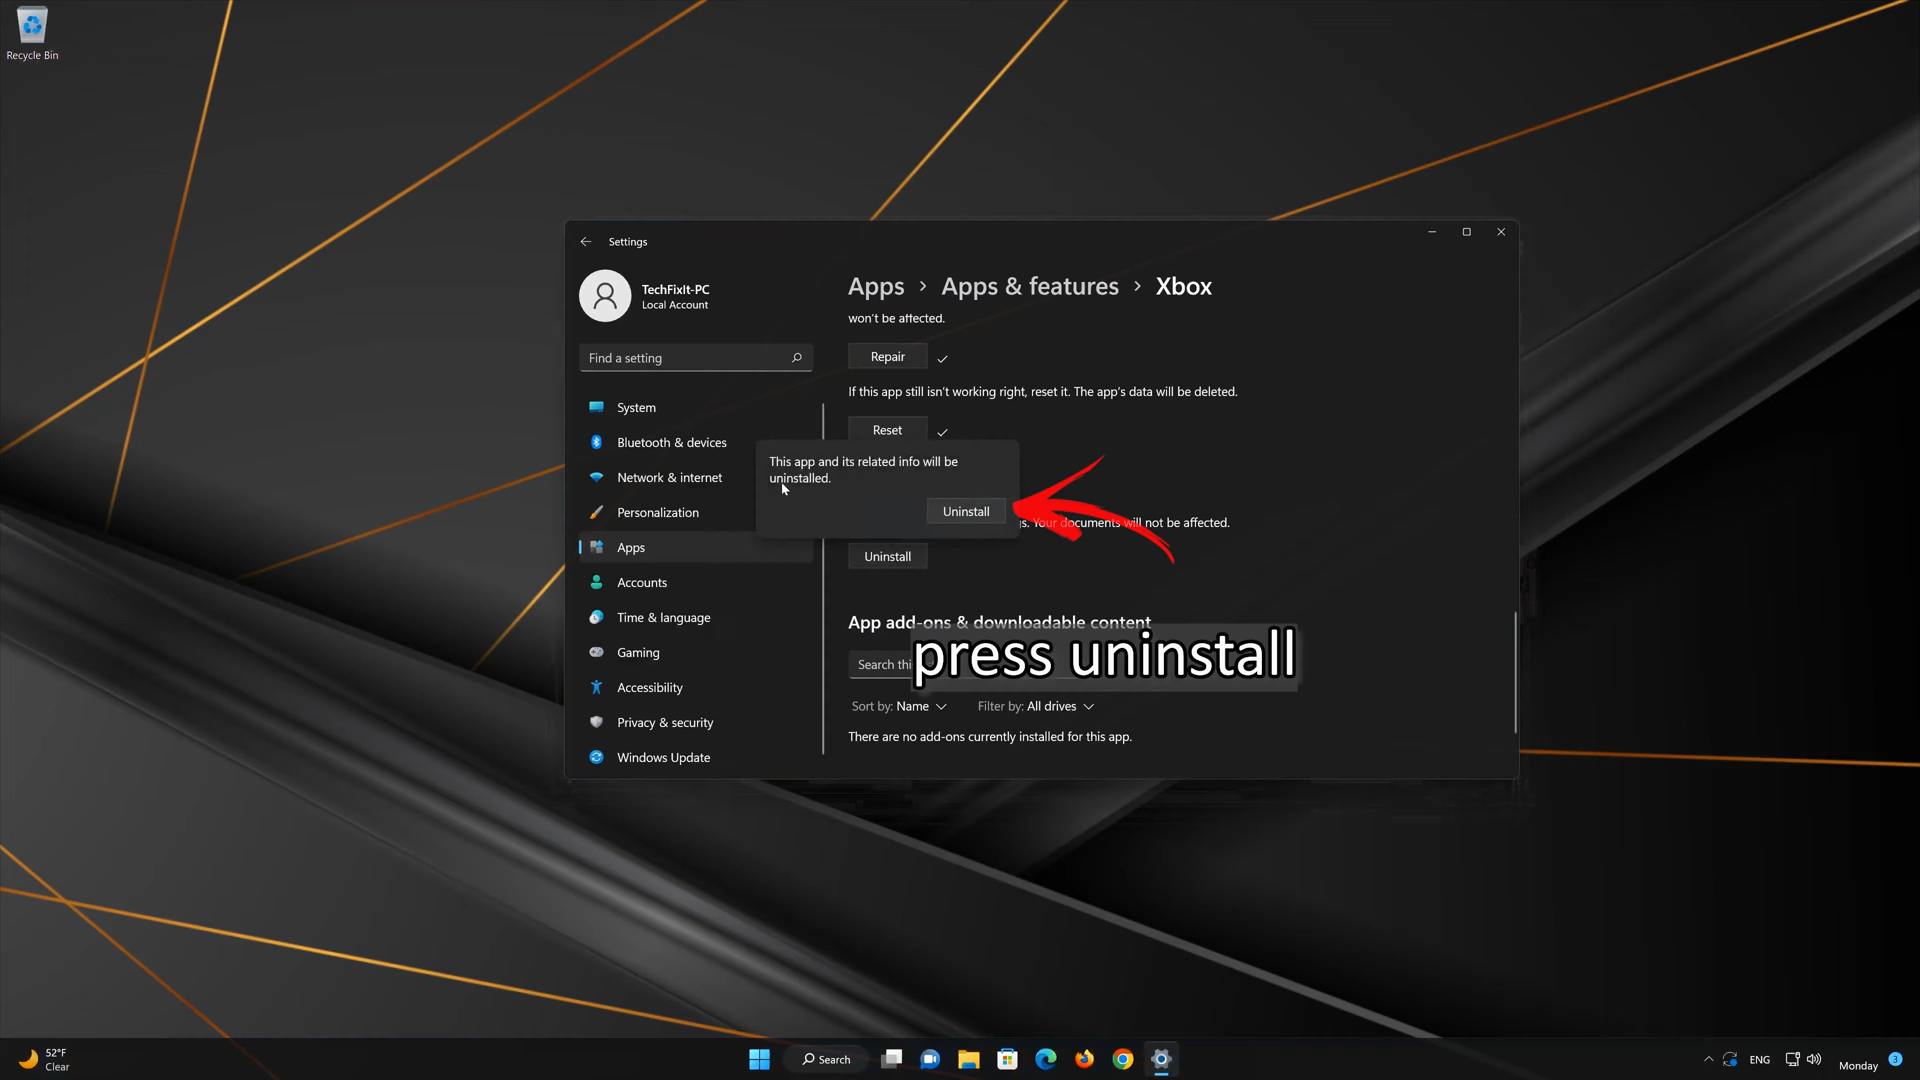 Recycle Bin
Settings
TechFixIt-PC
Local Account
Find a setting
System
Bluetooth & devices
Network & internet
Personalization
Apps
Accounts
Time & language
Gaming
Accessibility
Privacy & security
Windows Update
Apps > Apps & features > Xbox
won't be affected.
Repair
If this app still isn't working right, reset it. The app's data will be deleted.
Reset
This app and its related info will be
uninstalled.
Uninstall
gs. Your documents will not be affected.
Uninstall
App add-ons & downloadable content
Search thi
press uninstall
Sort by: Name
Filter by: All drives
There are no add-ons currently installed for this app.
52°F
Clear
Search
ENG
Monday
3